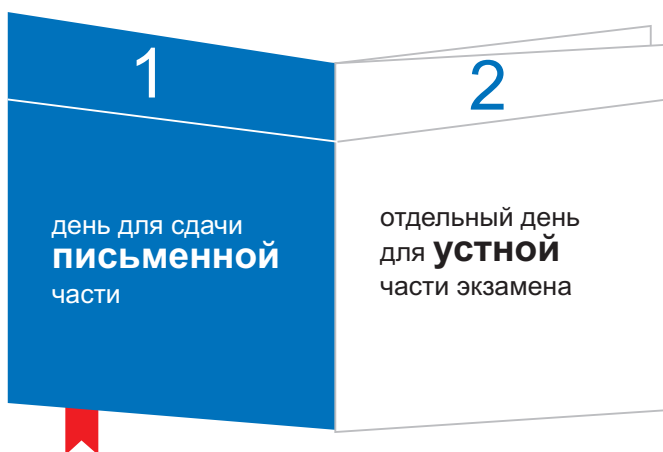 1
день для сдачи
письменной
части
2
отдельный день
для устной
части экзамена